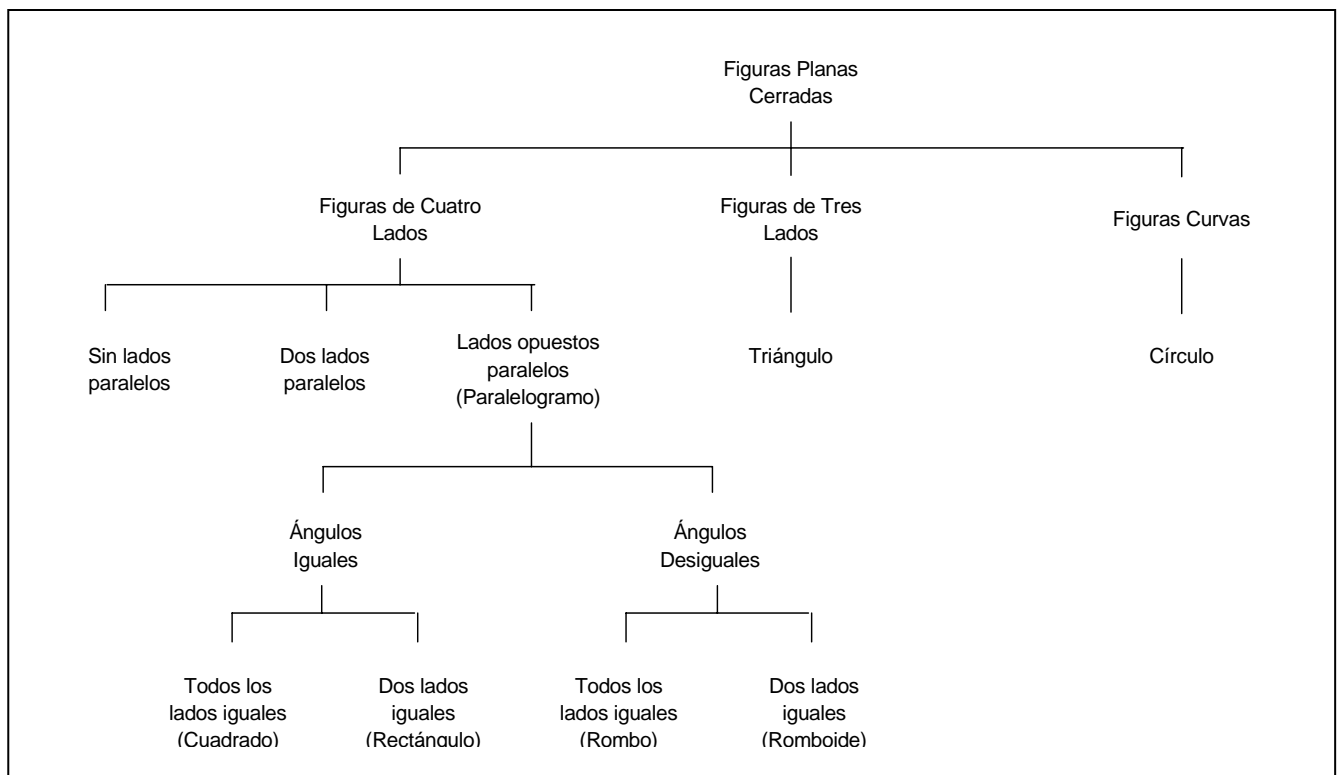 Figuras Planas
Cerradas
Figuras de Cuatro
Lados
Figuras de Tres
Lados
Figuras Curvas
Sin lados
paralelos
Dos lados
paralelos
Lados opuestos
paralelos
(Paralelogramo)
Triángulo
Círculo
Ángulos
Iguales
Ángulos
Desiguales
Todos los
lados iguales
(Cuadrado)
Dos lados
iguales
(Rectángulo)
Todos los
lados iguales
(Rombo)
Dos lados
iguales
(Romboide)